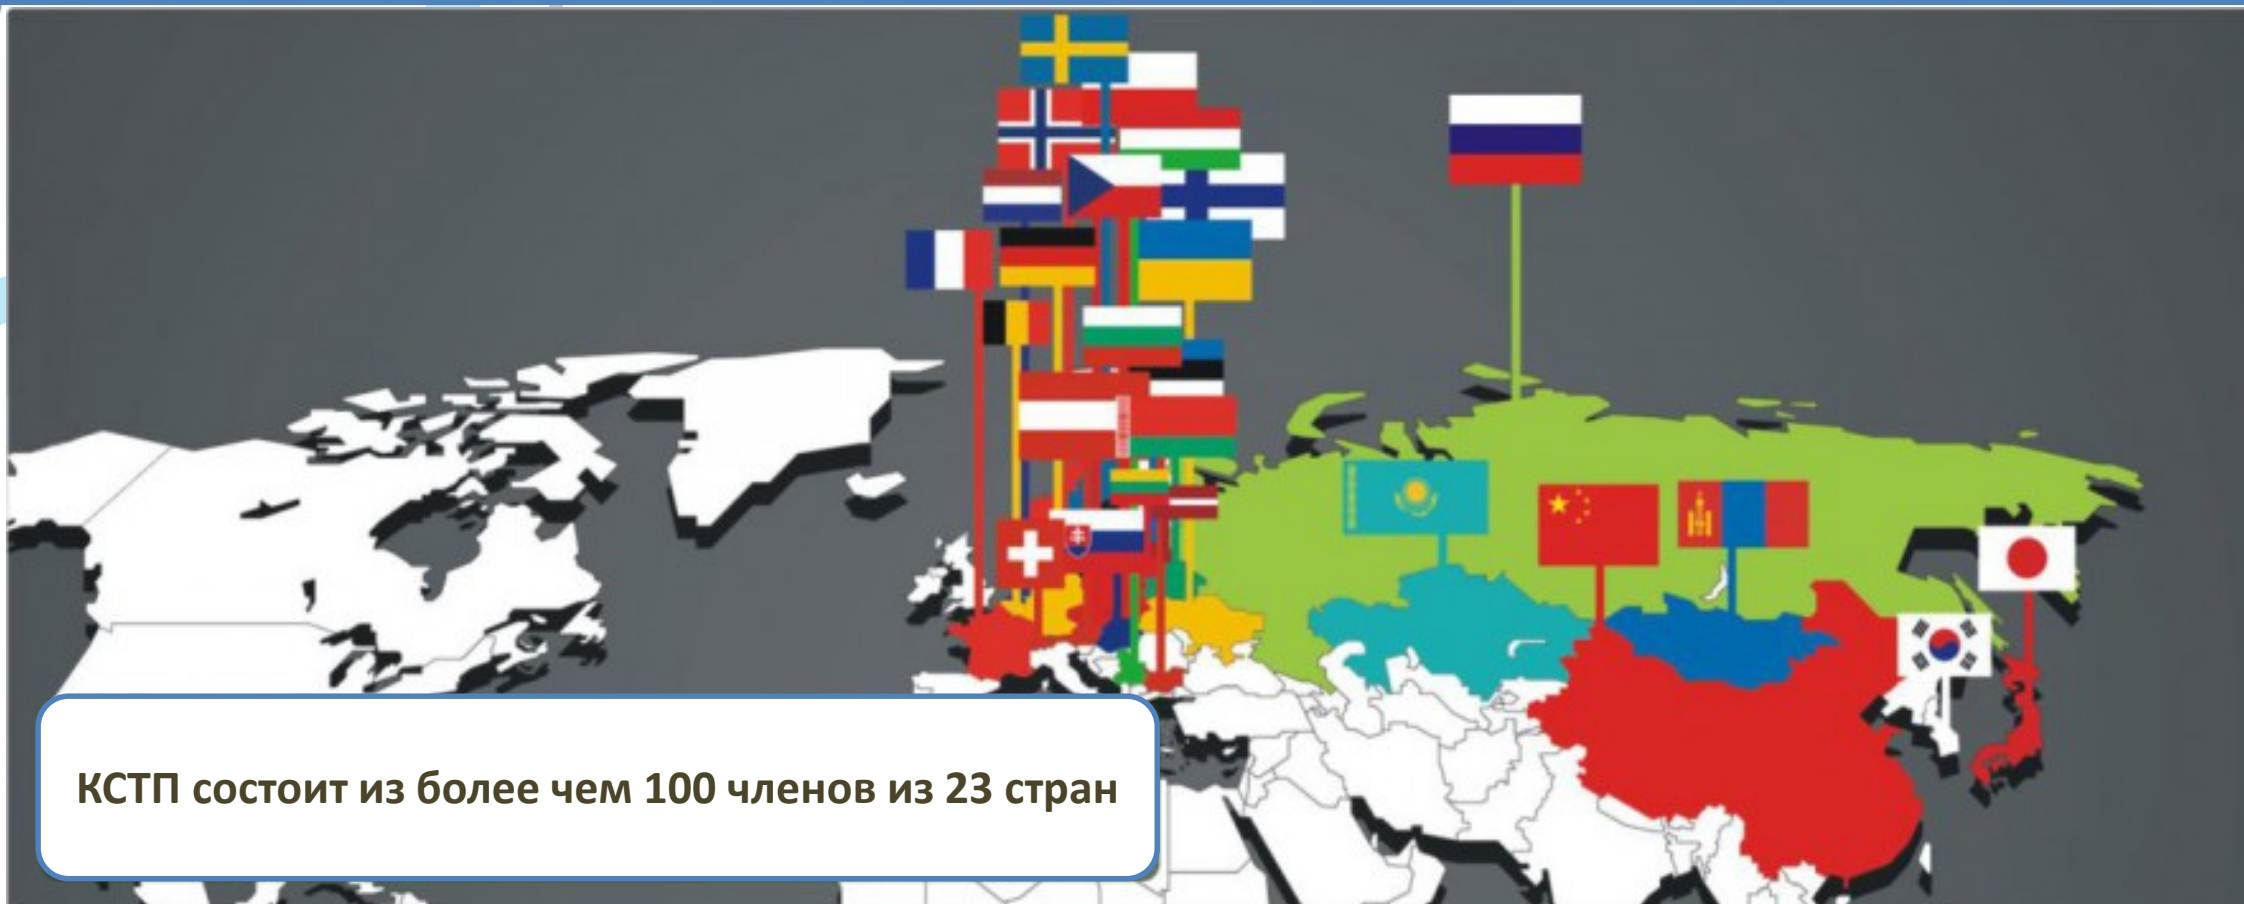 КСТП состоит из более чем 100 членов из 23 стран